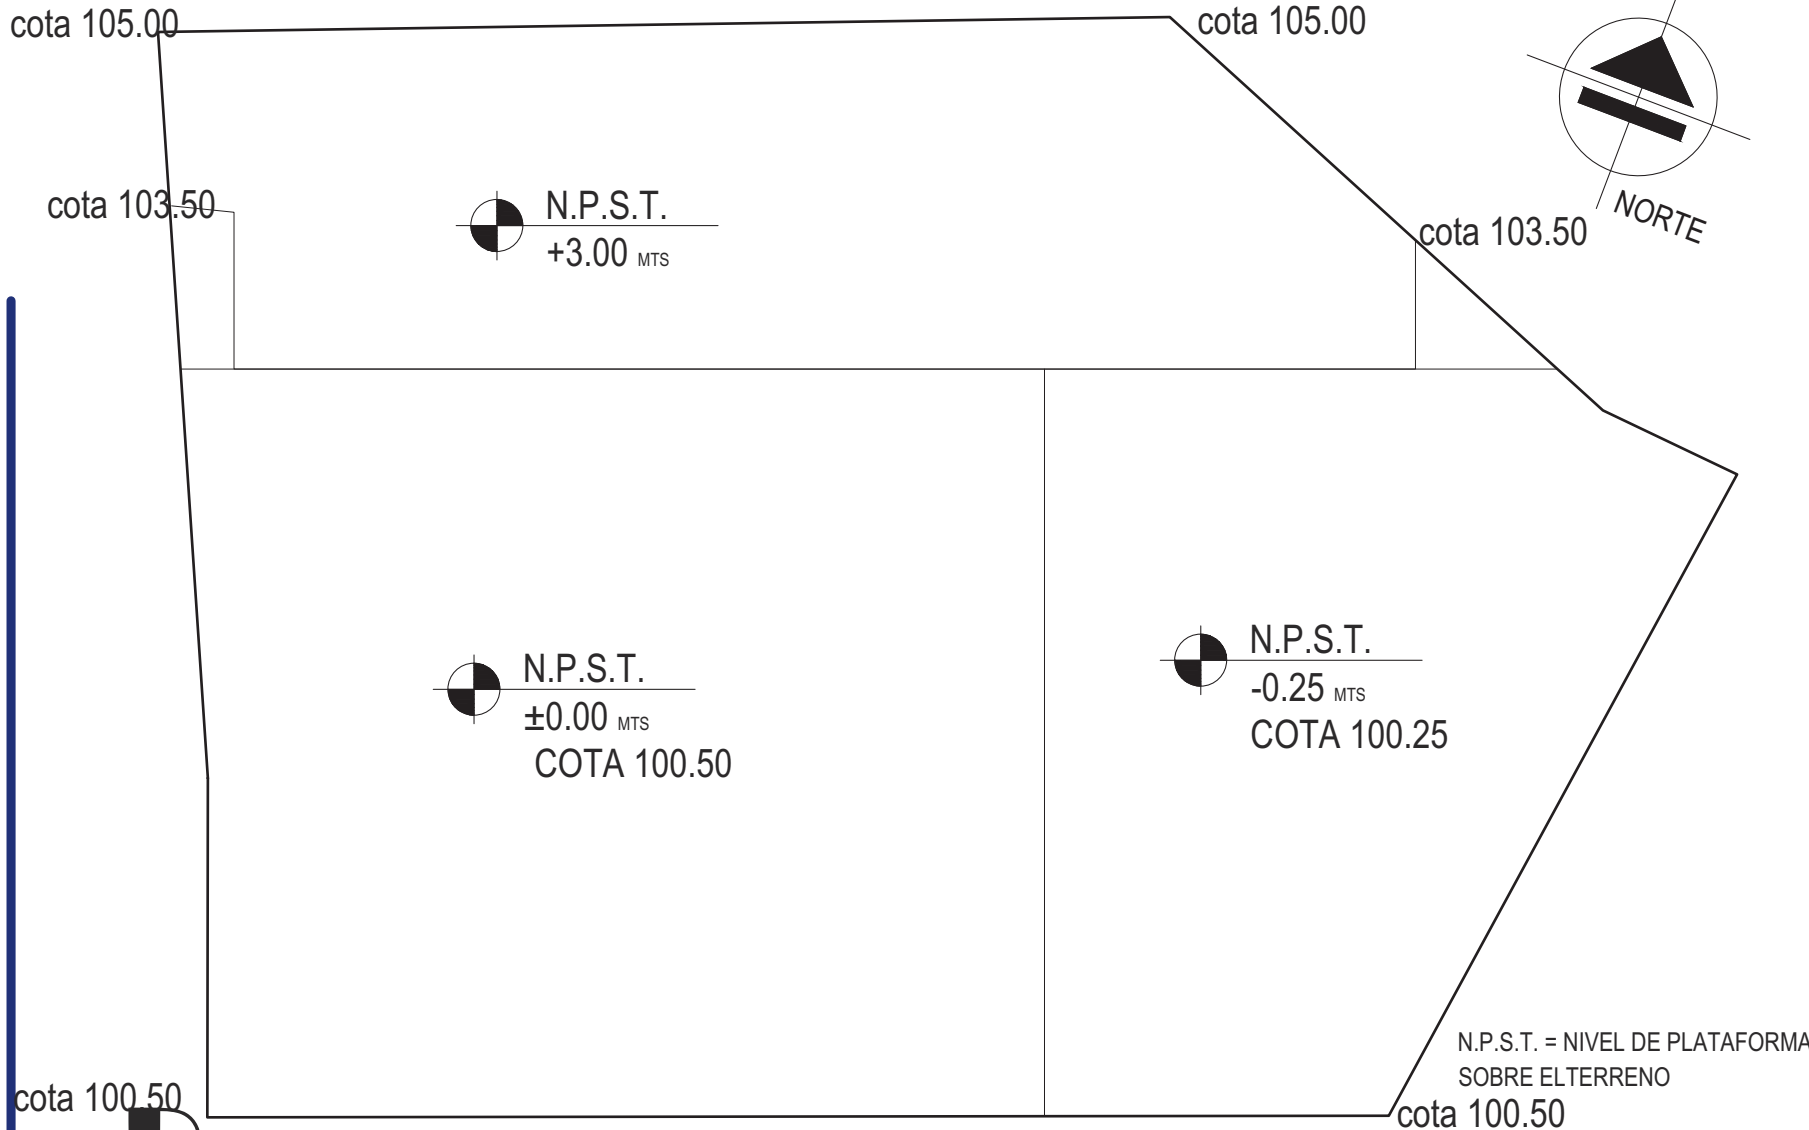 cota 105.00
cota 105.00
NORTE
cota 103.50
N.P.S.T.
+3.00 MTS
cota 103.50
N.P.S.T.
±0.00 MTS
COTA 100.50
N.P.S.T.
-0.25 MTS
COTA 100.25
N.P.S.T. = NIVEL DE PLATAFORMA
SOBRE ELTERRENO
cota 100.50
cota 100.50